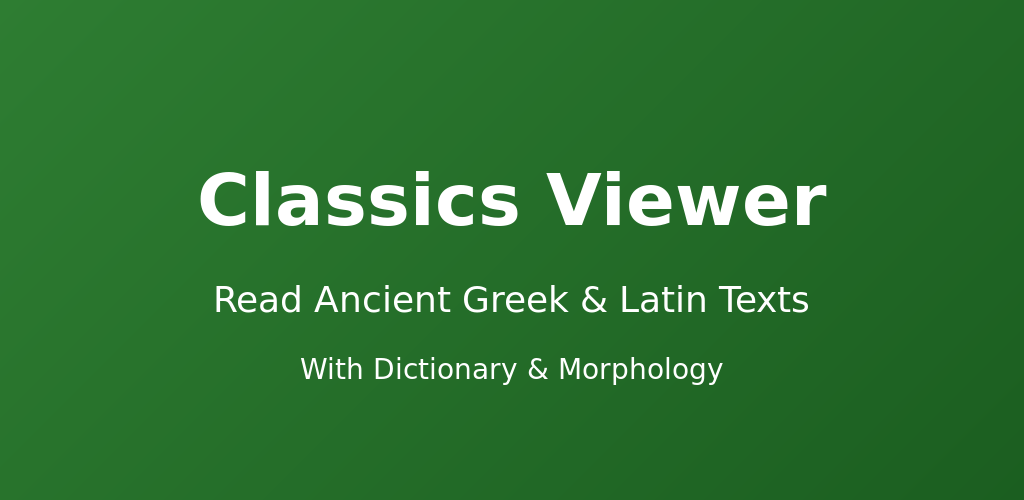 Classics Viewer
Read Ancient Greek & Latin Texts
With Dictionary & Morphology